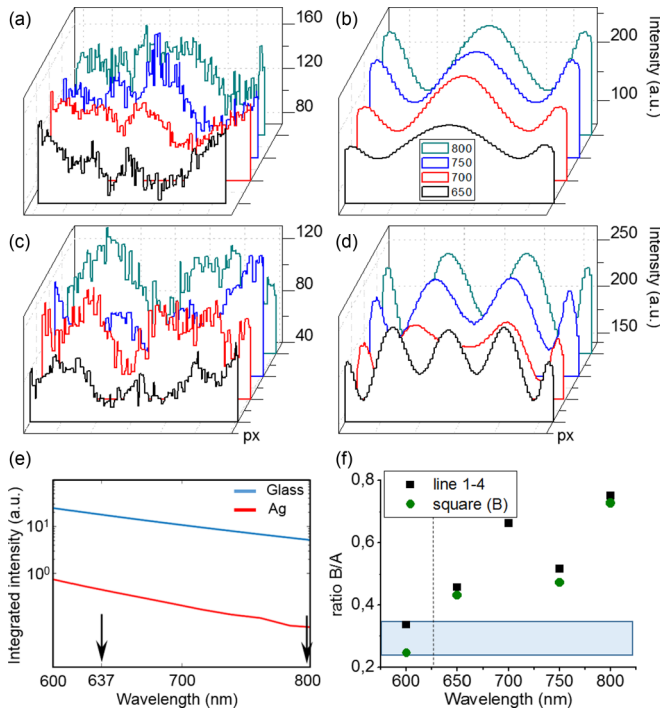 (a)
160
120
80
(b)
200
100
Intensity (a.u.)
800
750
700
650
(c)
120
80
40
px
(d)
250
200
150
Intensity (a.u.)
px
(e)
Integrated intensity (a.u.)
10¹
10⁰
Glass
Ag
600
637
700
800
Wavelength (nm)
(f)
ratio B/A
0,8
0,6
0,4
0,2
line 1-4
square (B)
600
650
700
750
800
Wavelength (nm)